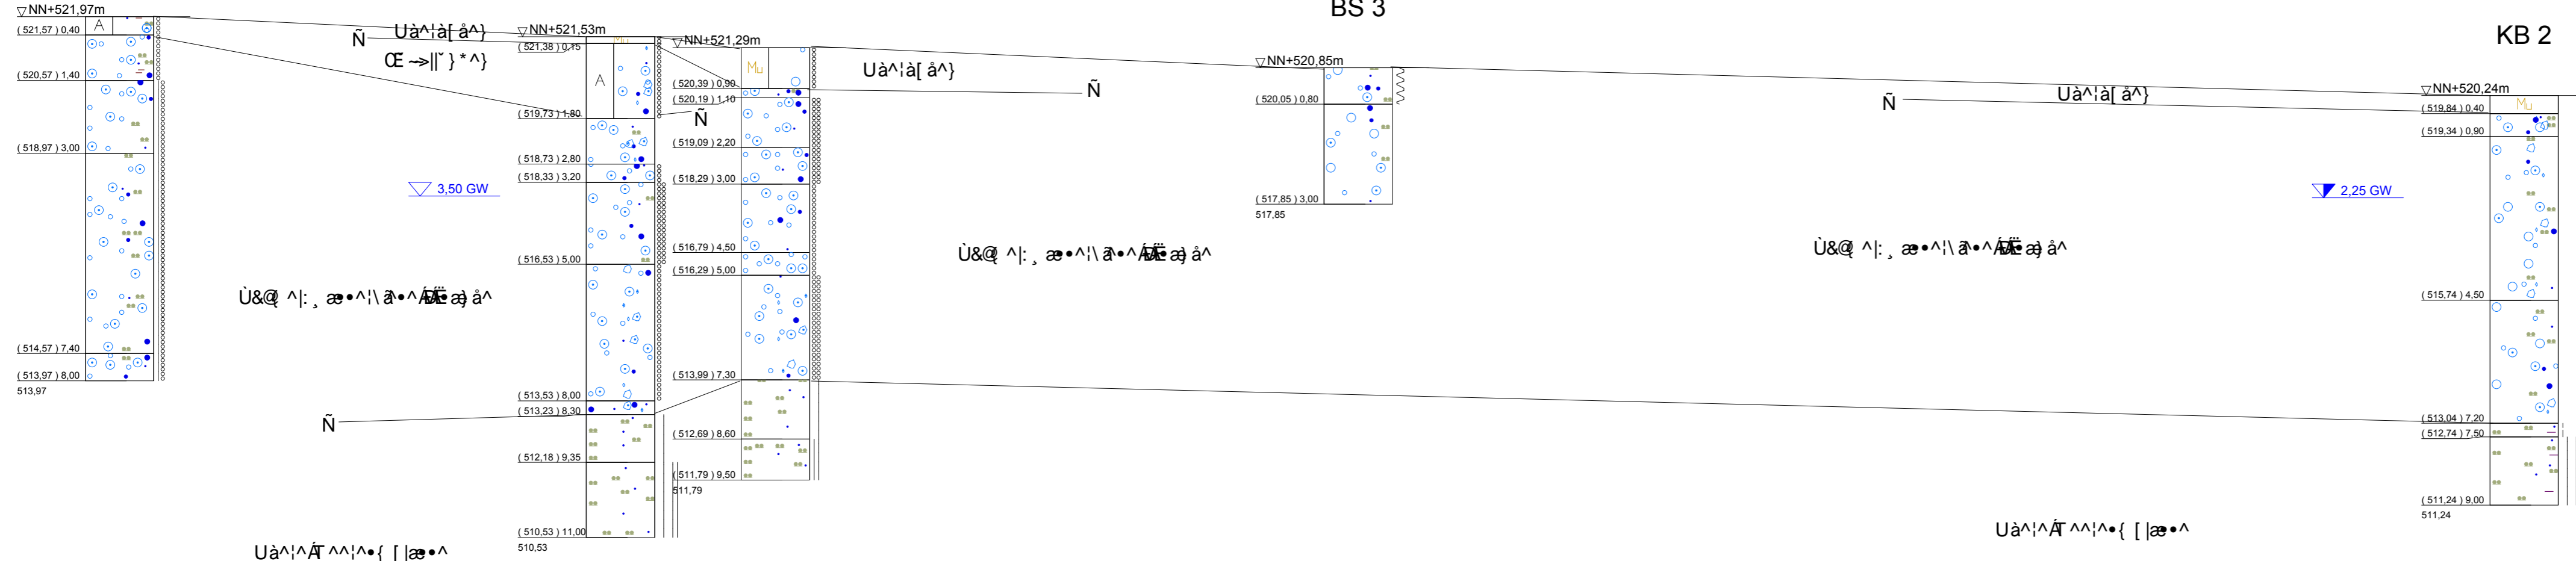 BS 3
KB 2
▽NN+521,97m
A
(521,57) 0,40
(520,57) 1,40
(518,97) 3,00
(514,57) 7,40
(513,97) 8,00
513,97
▽NN+521,53m
Mu
(521,38) 0,15
A
(519,73) 1,80
(518,73) 2,80
(518,33) 3,20
3,50 GW
(516,53) 5,00
(513,53) 8,00
(513,23) 8,30
(512,18) 9,35
(510,53) 11,00
510,53
▽NN+521,29m
Mu
(520,39) 0,90
(520,19) 1,10
(519,09) 2,20
(518,29) 3,00
(516,79) 4,50
(516,29) 5,00
(513,99) 7,30
(512,69) 8,60
(511,79) 9,50
511,79
▽NN+520,85m
(520,05) 0,80
(517,85) 3,00
517,85
▽NN+520,24m
Mu
(519,84) 0,40
(519,34) 0,90
2,25 GW
(515,74) 4,50
(513,04) 7,20
(512,74) 7,50
(511,24) 9,00
511,24
Ñ
Ñ
Ñ
Ñ
Ñ